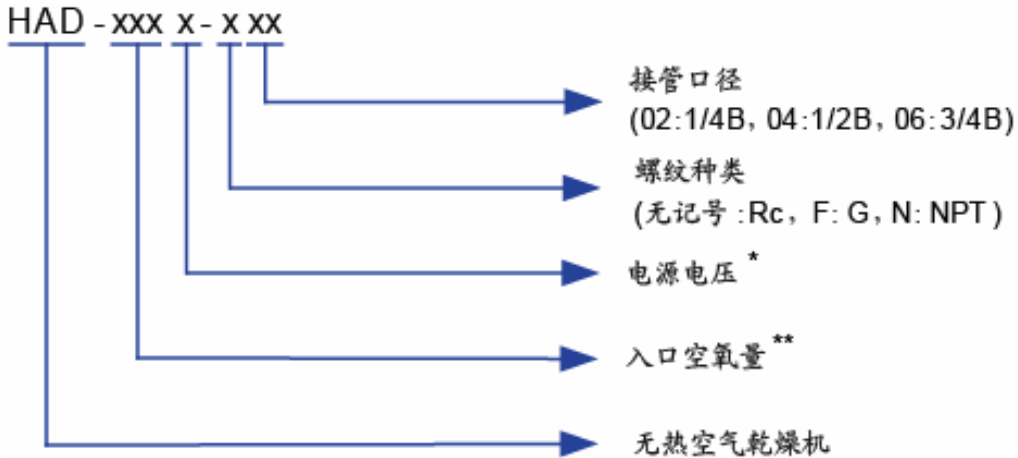 HAD - xxx x - x xx
接管口径
(02:1/4B, 04:1/2B, 06:3/4B)
螺纹种类
(无记号:Rc, F: G, N: NPT)
电源电压 *
入口空氧量 **
无热空气乾燥机